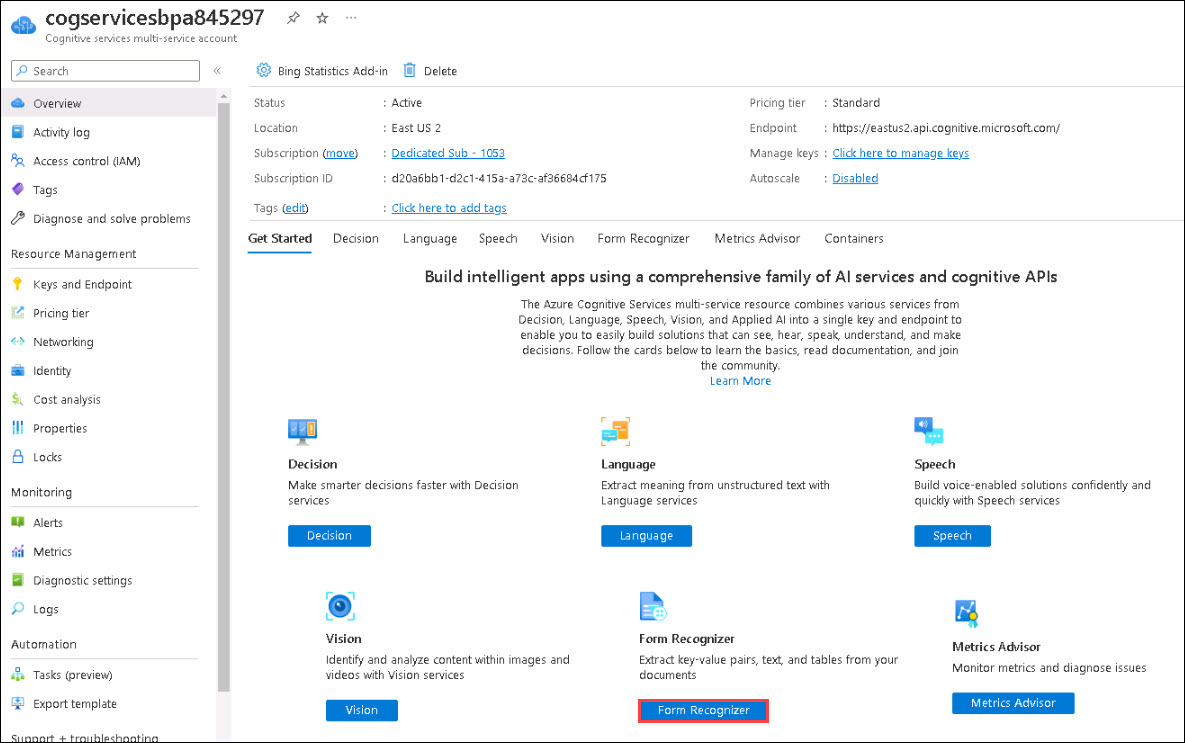 cogservicesbpa845297
Cognitive services multi-service account
Search
Overview
Activity log
Access control (IAM)
Tags
Diagnose and solve problems
Resource Management
Keys and Endpoint
Pricing tier
Networking
Identity
Cost analysis
Properties
Locks
Monitoring
Alerts
Metrics
Diagnostic settings
Logs
Automation
Tasks (preview)
Export template
Support + troubleshooting
Bing Statistics Add-in Delete
Status : Active
Location : East US 2
Subscription (move) : Dedicated Sub - 1053
Subscription ID : d20a6bb1-d2c1-415a-a73c-af36684cf175
Tags (edit) : Click here to add tags
Pricing tier : Standard
Endpoint : https://eastus2.api.cognitive.microsoft.com/
Manage keys : Click here to manage keys
Autoscale : Disabled
Get Started Decision Language Speech Vision Form Recognizer Metrics Advisor Containers
Build intelligent apps using a comprehensive family of AI services and cognitive APIs
The Azure Cognitive Services multi-service resource combines various services from
Decision, Language, Speech, Vision, and Applied AI into a single key and endpoint to
enable you to easily build solutions that can see, hear, speak, understand, and make
decisions. Follow the cards below to learn the basics, read documentation, and join
the community.
Learn More
Decision
Make smarter decisions faster with Decision
services
Decision
Language
Extract meaning from unstructured text with
Language services
Language
Speech
Build voice-enabled solutions confidently and
quickly with Speech services
Speech
Vision
Identify and analyze content within images and
videos with Vision services
Vision
Form Recognizer
Extract key-value pairs, text, and tables from your
documents
Form Recognizer
Metrics Advisor
Monitor metrics and diagnose issues
Metrics Advisor